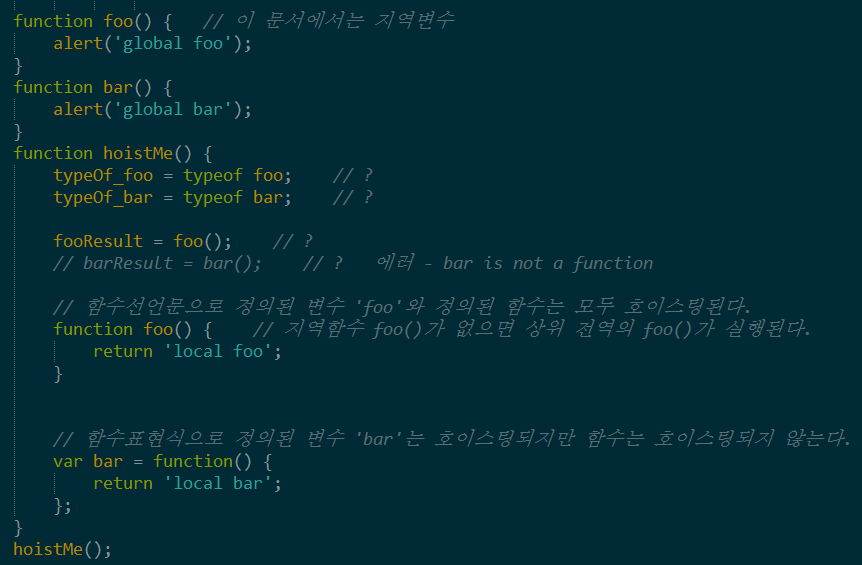 function foo() {   // 이 문서에서는 지역변수
    alert('global foo');
}
function bar() {
    alert('global bar');
}
function hoistMe() {
    typeOf_foo = typeof foo;    // ?
    typeOf_bar = typeof bar;    // ?
    fooResult = foo();    // ?
    // barResult = bar();    // ?   에러 - bar is not a function
    // 함수선언문으로 정의된 변수 'foo'와 정의된 함수는 모두 호이스팅된다.
    function foo() {    // 지역함수 foo()가 없으면 상위 전역의 foo()가 실행된다.
        return 'local foo';
    }
    // 함수표현식으로 정의된 변수 'bar'는 호이스팅되지만 함수는 호이스팅되지 않는다.
    var bar = function() {
        return 'local bar';
    };
}
hoistMe();